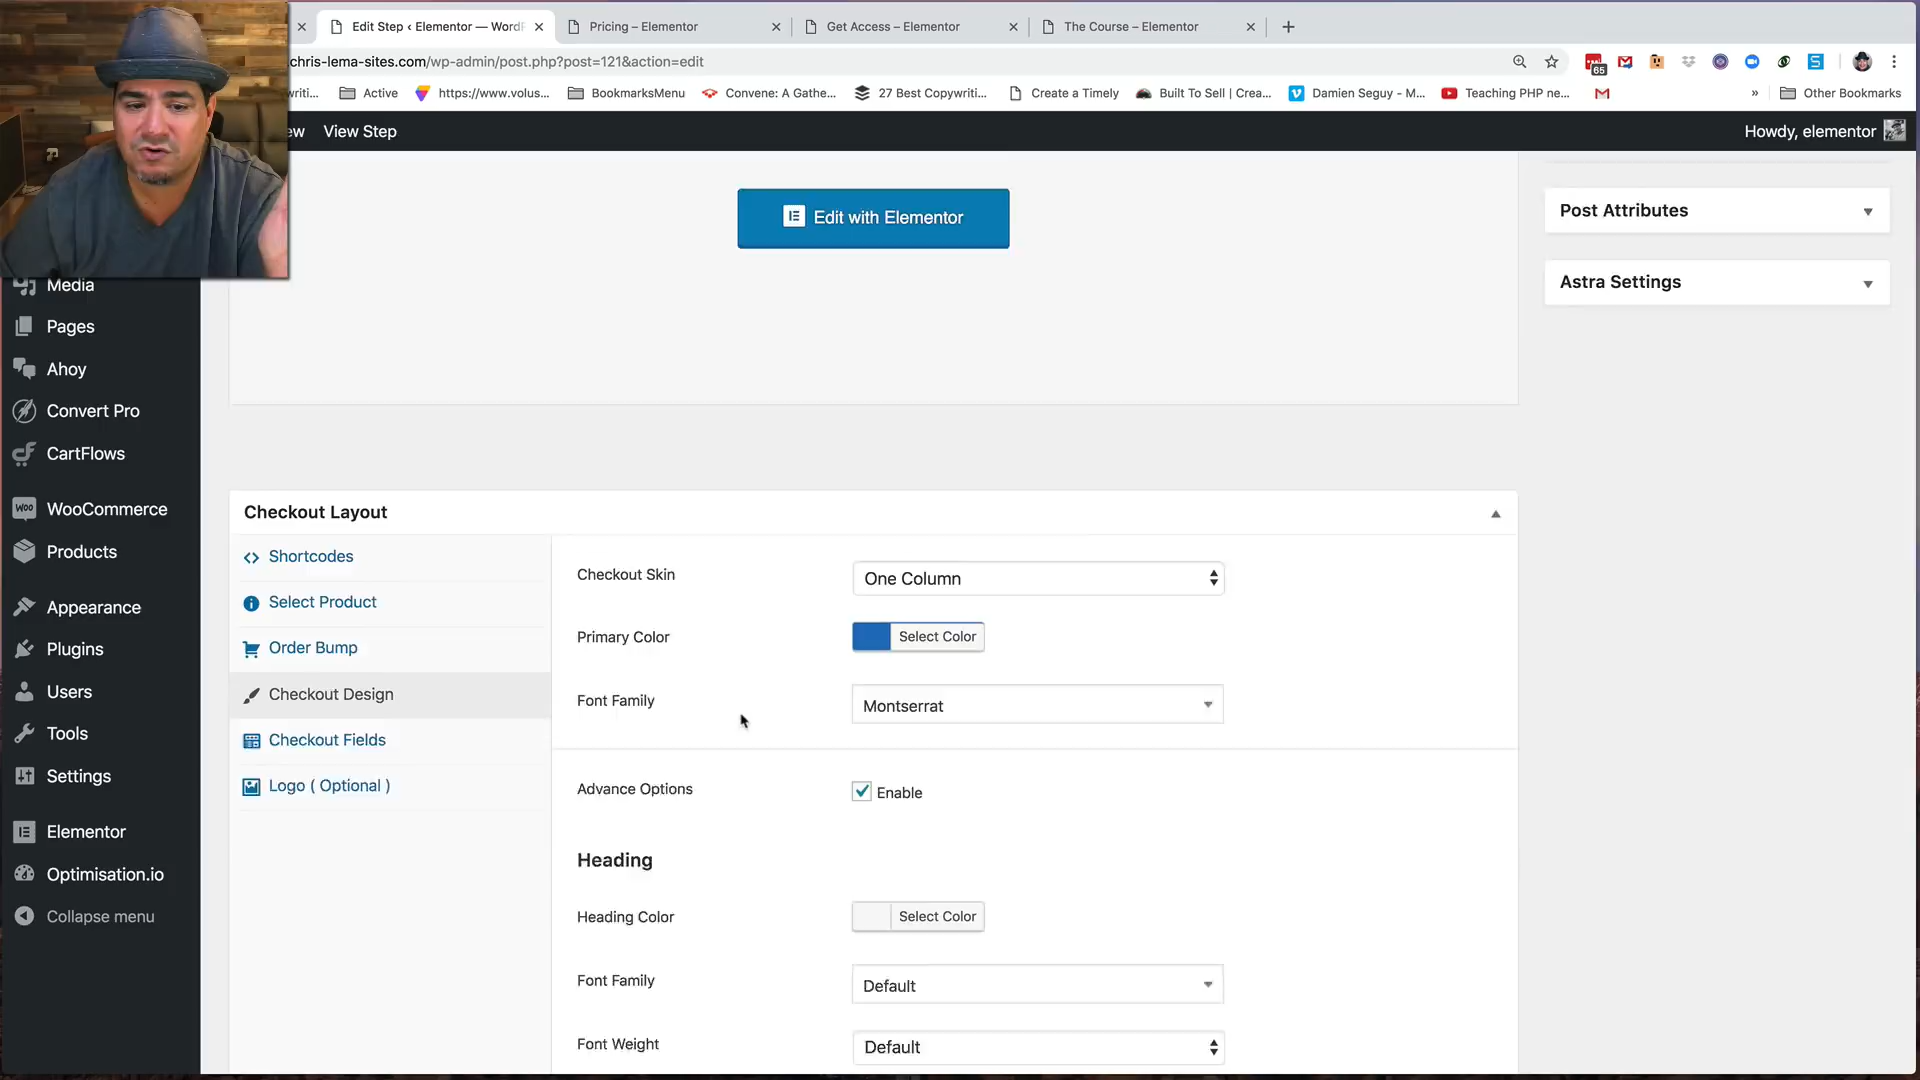 Edit Step ‹ Elementor — WordP
Pricing – Elementor
Get Access – Elementor
The Course – Elementor
chris-lema-sites.com/wp-admin/post.php?post=121&action=edit
65
S
writi...
Active
https://www.volus...
BookmarksMenu
Convene: A Gathe...
27 Best Copywriti...
Create a Timely
Built To Sell | Crea...
Damien Seguy - M...
Teaching PHP ne...
»
Other Bookmarks
ew
View Step
Howdy, elementor
Edit with Elementor
Post Attributes
Astra Settings
Media
Pages
Ahoy
Convert Pro
CartFlows
Woo
WooCommerce
Products
Appearance
Plugins
Users
Tools
Settings
Elementor
Optimisation.io
Collapse menu
Checkout Layout
Shortcodes
Select Product
Order Bump
Checkout Design
Checkout Fields
Logo ( Optional )
Checkout Skin
One Column
Primary Color
Select Color
Font Family
Montserrat
Advance Options
Enable
Heading
Heading Color
Select Color
Font Family
Default
Font Weight
Default